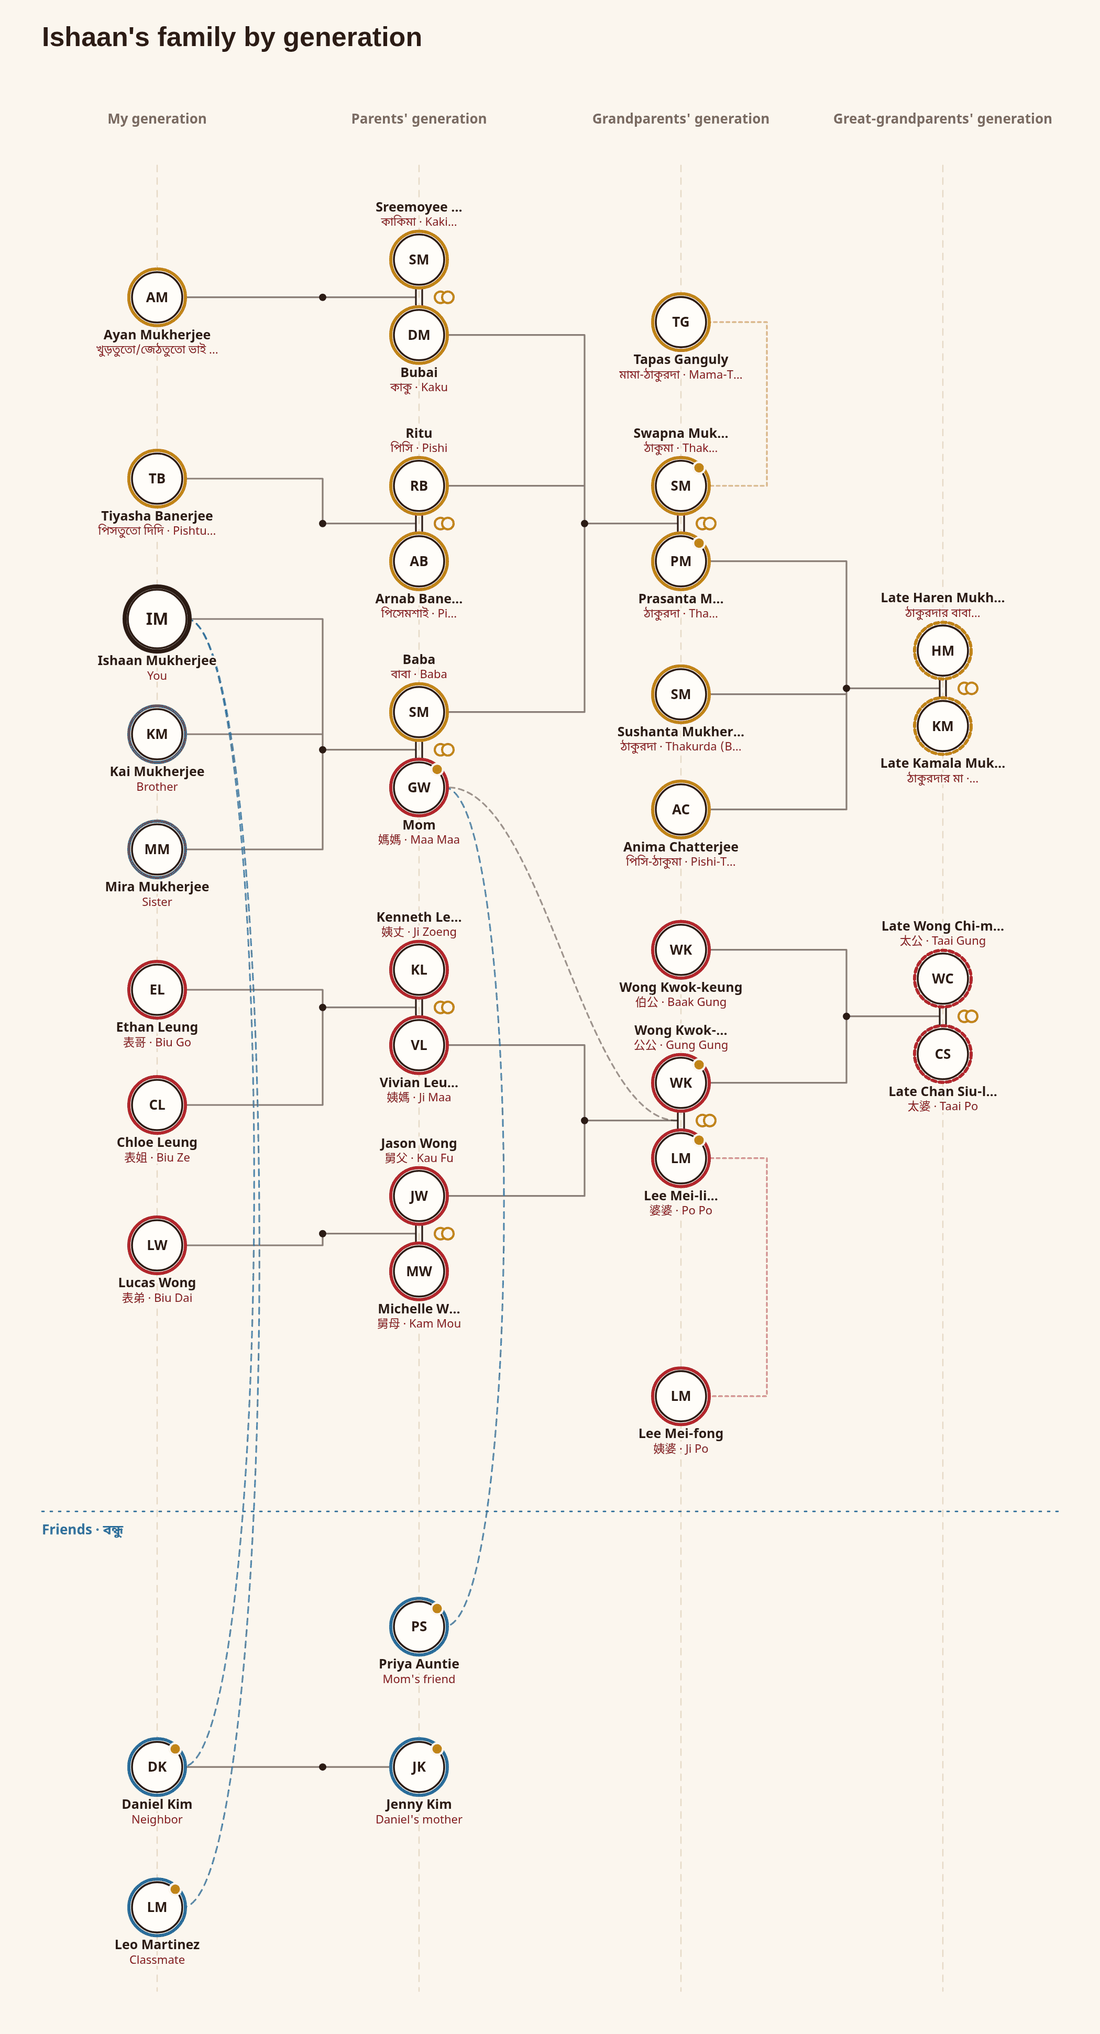 Ishaan's family by generation
My generation
Parents' generation
Grandparents' generation
Great-grandparents' generation
Sreemoyee ...
কাকিমা · Kaki...
SM
AM
Ayan Mukherjee
খুড়তুতো/জেঠতুতো ভাই ...
DM
Bubai
কাকু · Kaku
TG
Tapas Ganguly
মামা-ঠাকুরদা · Mama-T...
Ritu
পিসি · Pishi
RB
Swapna Muk...
ঠাকুমা · Thak...
SM
TB
Tiyasha Banerjee
পিসতুতো দিদি · Pishtu...
AB
Arnab Bane...
পিসেমশাই · Pi...
PM
Prasanta M...
ঠাকুরদা · Tha...
IM
Ishaan Mukherjee
You
Late Haren Mukh...
ঠাকুরদার বাবা...
HM
Baba
বাবা · Baba
SM
SM
Sushanta Mukher...
ঠাকুরদা · Thakurda (B...
KM
Kai Mukherjee
Brother
KM
Late Kamala Muk...
ঠাকুরদার মা ·...
GW
Mom
媽媽 · Maa Maa
AC
Anima Chatterjee
পিসি-ঠাকুমা · Pishi-T...
MM
Mira Mukherjee
Sister
Kenneth Le...
姨丈 · Ji Zoeng
KL
WK
Wong Kwok-keung
伯公 · Baak Gung
Late Wong Chi-m...
太公 · Taai Gung
WC
EL
Ethan Leung
表哥 · Biu Go
VL
Vivian Leu...
姨媽 · Ji Maa
Wong Kwok-...
公公 · Gung Gung
WK
CS
Late Chan Siu-l...
太婆 · Taai Po
CL
Chloe Leung
表姐 · Biu Ze
Jason Wong
舅父 · Kau Fu
JW
LM
Lee Mei-li...
婆婆 · Po Po
LW
Lucas Wong
表弟 · Biu Dai
MW
Michelle W...
舅母 · Kam Mou
LM
Lee Mei-fong
姨婆 · Ji Po
Friends · বন্ধু
PS
Priya Auntie
Mom's friend
DK
Daniel Kim
Neighbor
JK
Jenny Kim
Daniel's mother
LM
Leo Martinez
Classmate